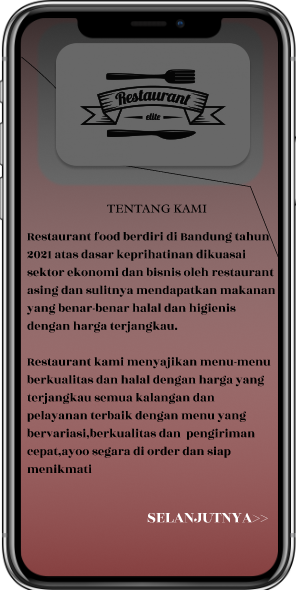 Restaurant
elite
TENTANG KAMI
Restaurant food berdiri di Bandung tahun
2021 atas dasar keprihatinan dikuasai
sektor ekonomi dan bisnis oleh restaurant
asing dan sulitnya mendapatkan makanan
yang benar-benar halal dan higienis
dengan harga terjangkau.
Restaurant kami menyajikan menu-menu
berkualitas dan halal dengan harga yang
terjangkau semua kalangan dan
pelayanan terbaik dengan menu yang
bervariasi,berkualitas dan pengiriman
cepat,ayoo segara di order dan siap
menikmati
SELANJUTNYA>>